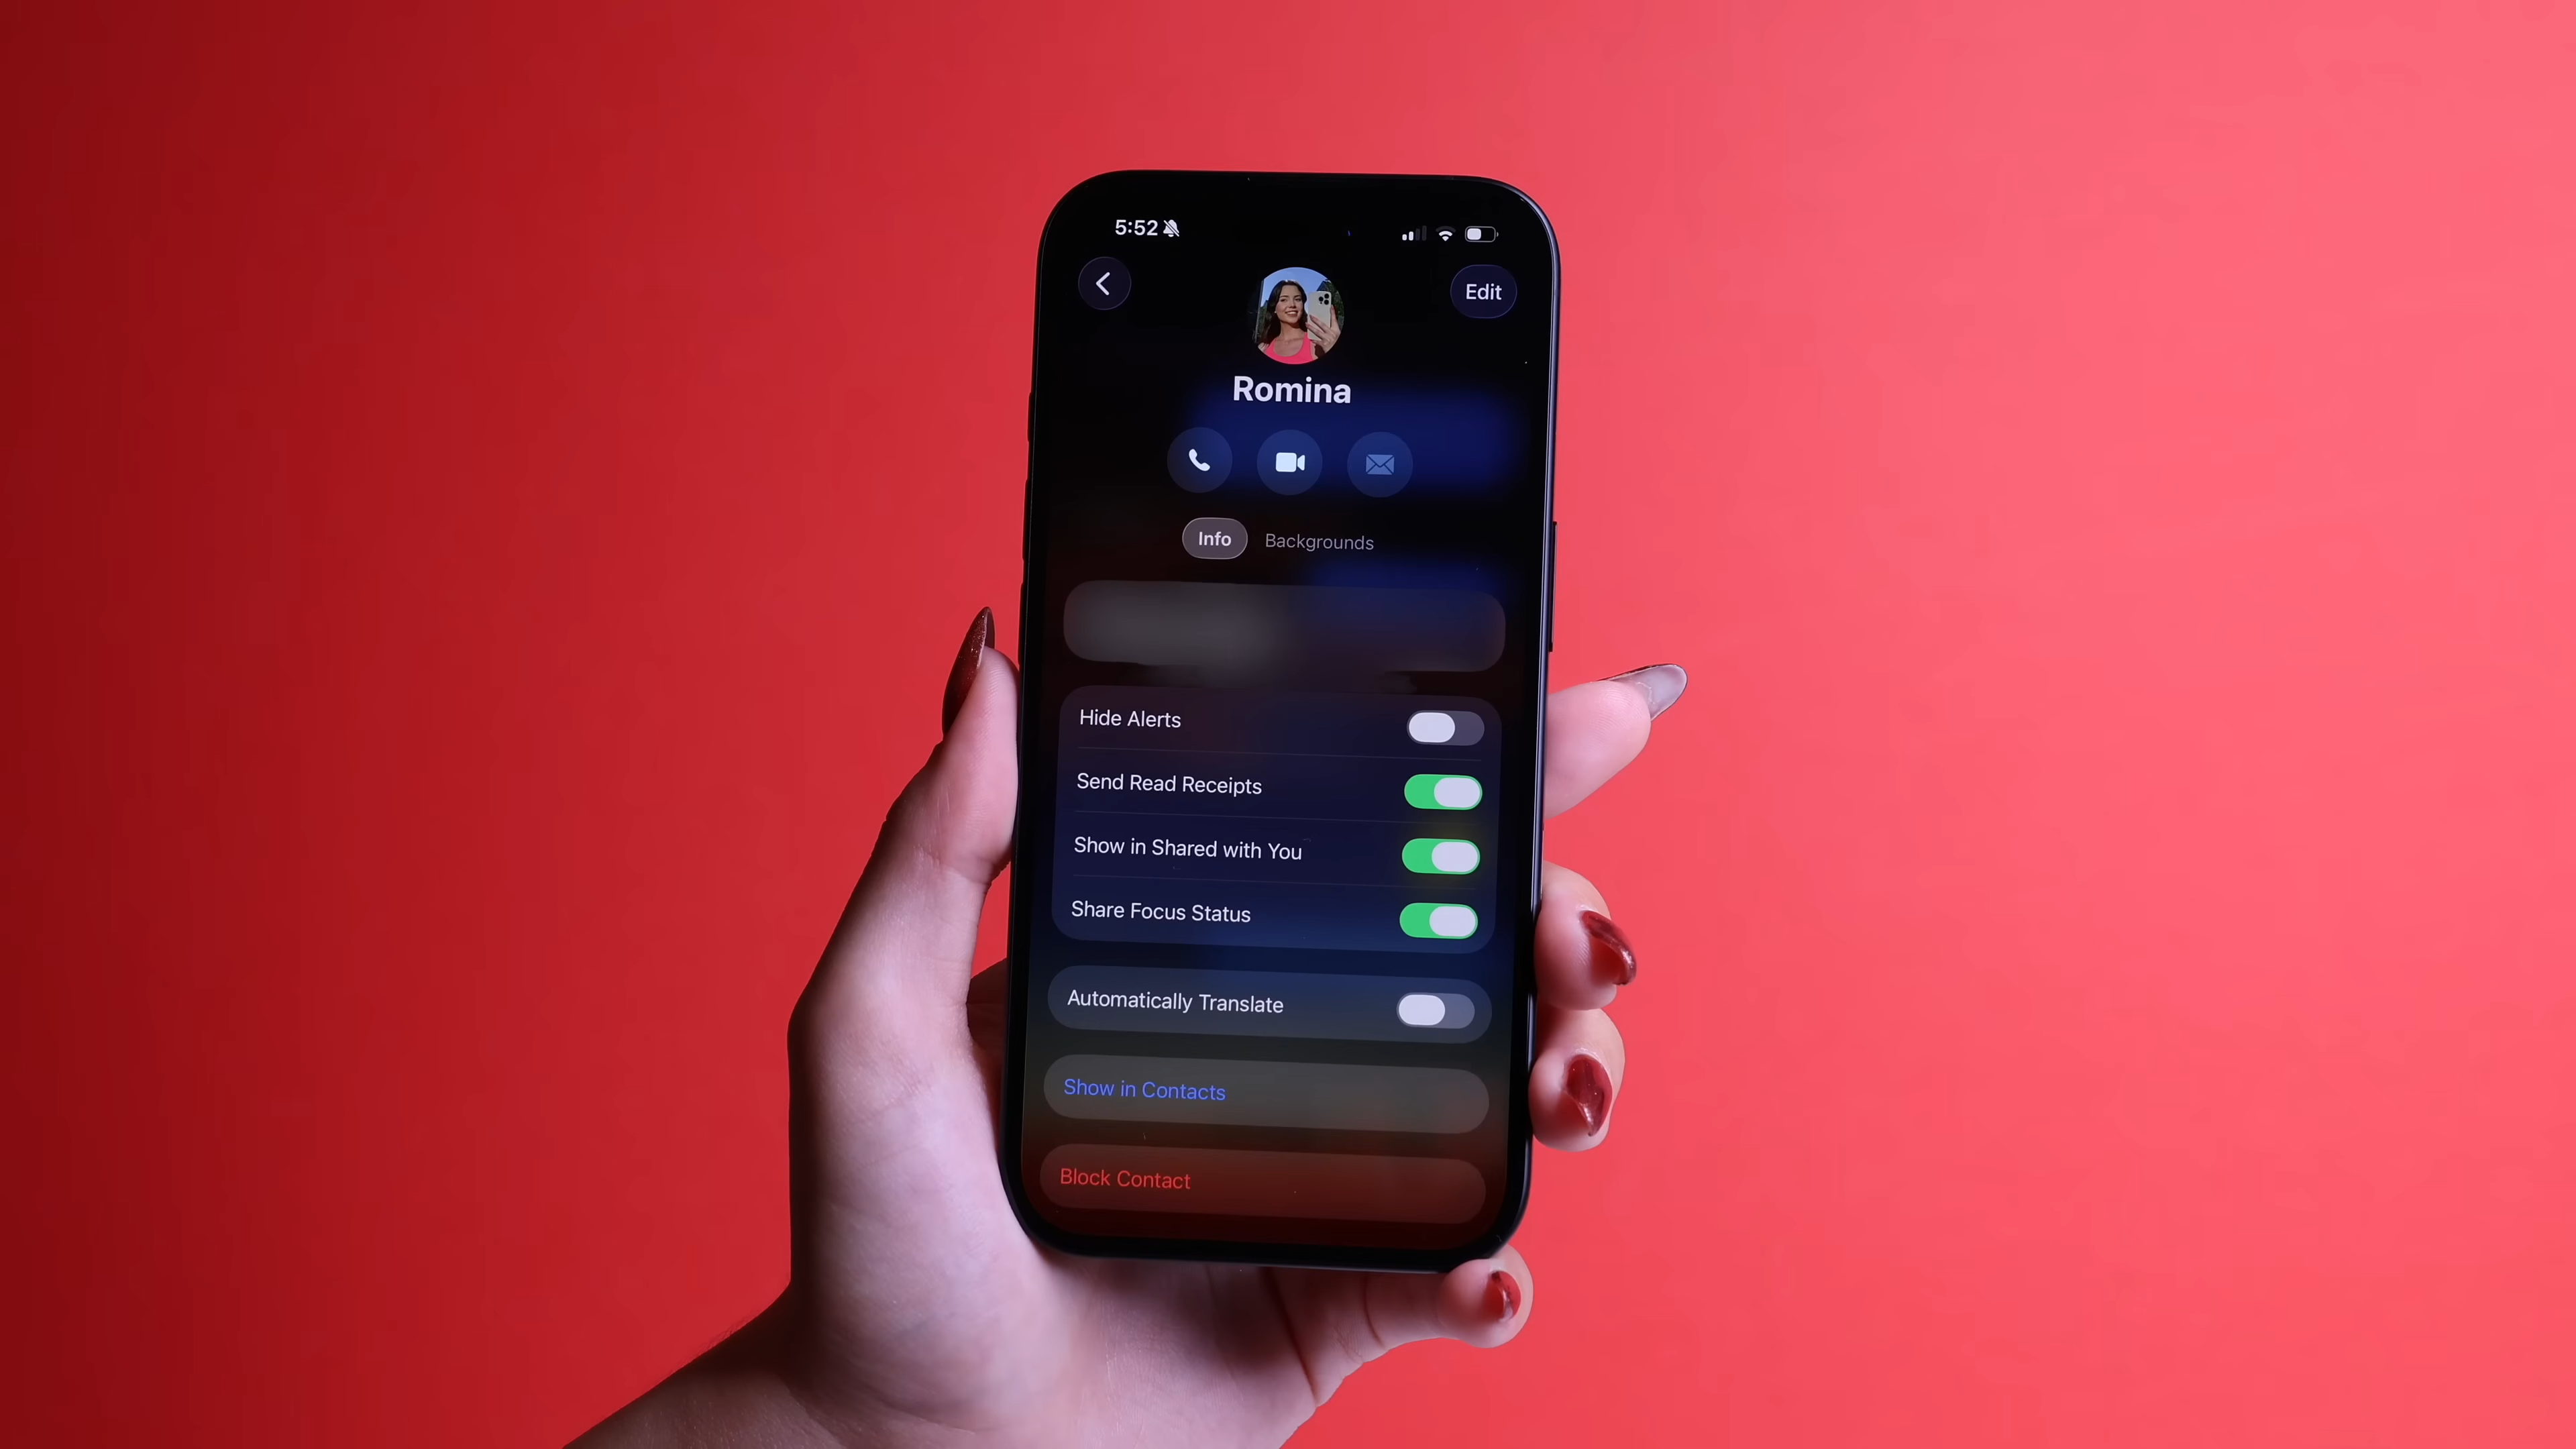 5:52
Edit
Romina
Info Backgrounds
Hide Alerts
Send Read Receipts
Show in Shared with You
Share Focus Status
Automatically Translate
Show in Contacts
Block Contact